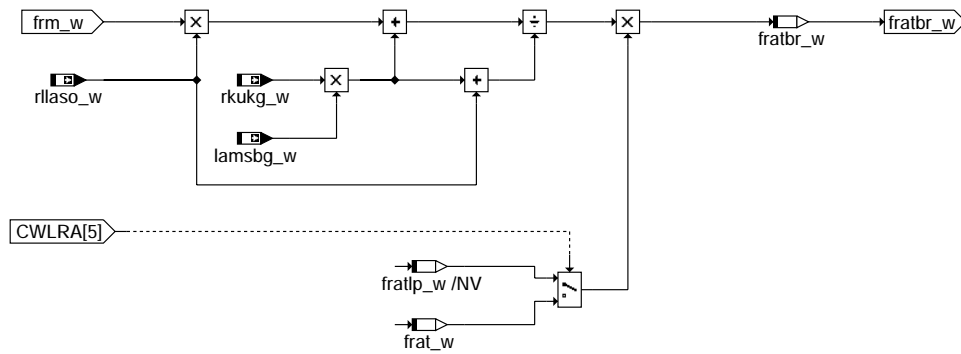 frm_w
fratbr_w
fratbr_w
rllaso_w
rkukg_w
lamsbg_w
CWLRA[5]
fratlp_w /NV
frat_w